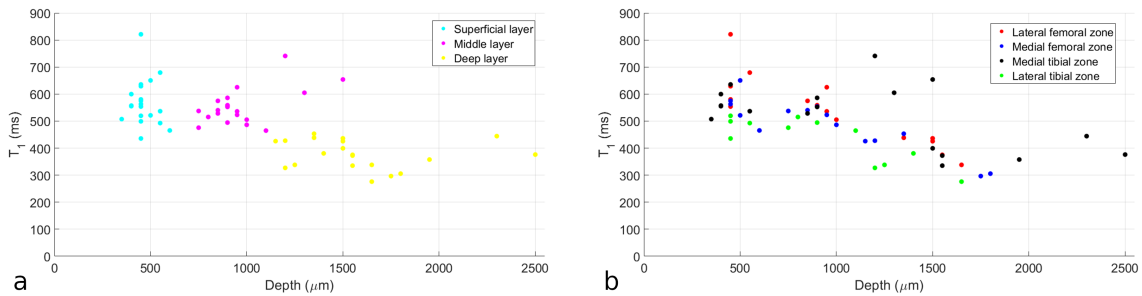 900
800
700
600
500
400
300
200
100
0
T1 (ms)
0 500 1000 1500 2000 2500
Depth (μm)
Superficial layer
Middle layer
Deep layer
a
900
800
700
600
500
400
300
200
100
0
T1 (ms)
0 500 1000 1500 2000 2500
Depth (μm)
Lateral femoral zone
Medial femoral zone
Medial tibial zone
Lateral tibial zone
b